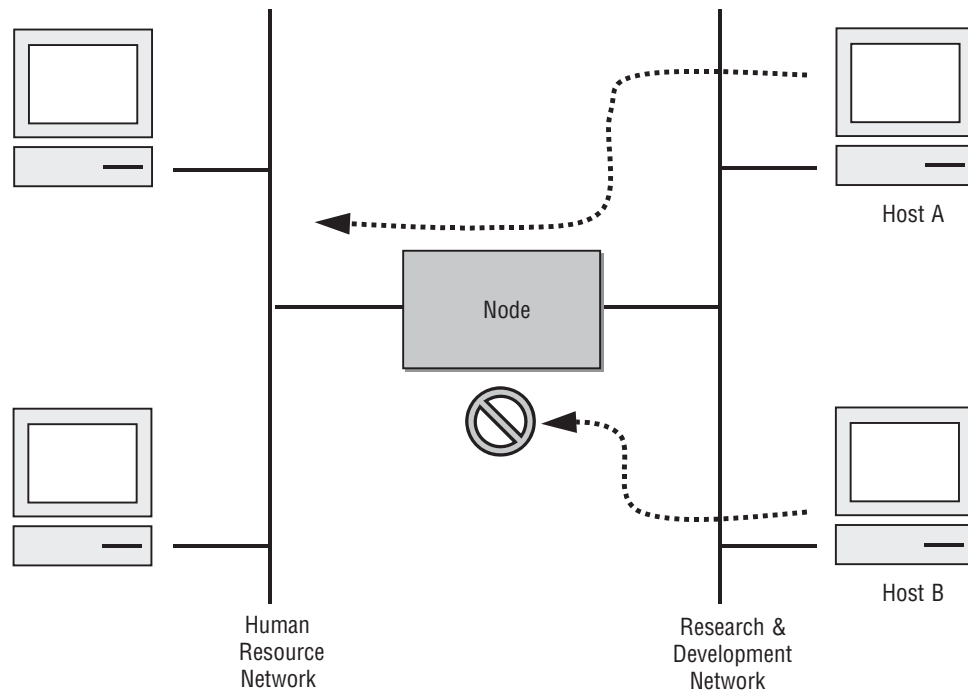 Host A
Node
Host B
Human
Resource
Network
Research &
Development
Network